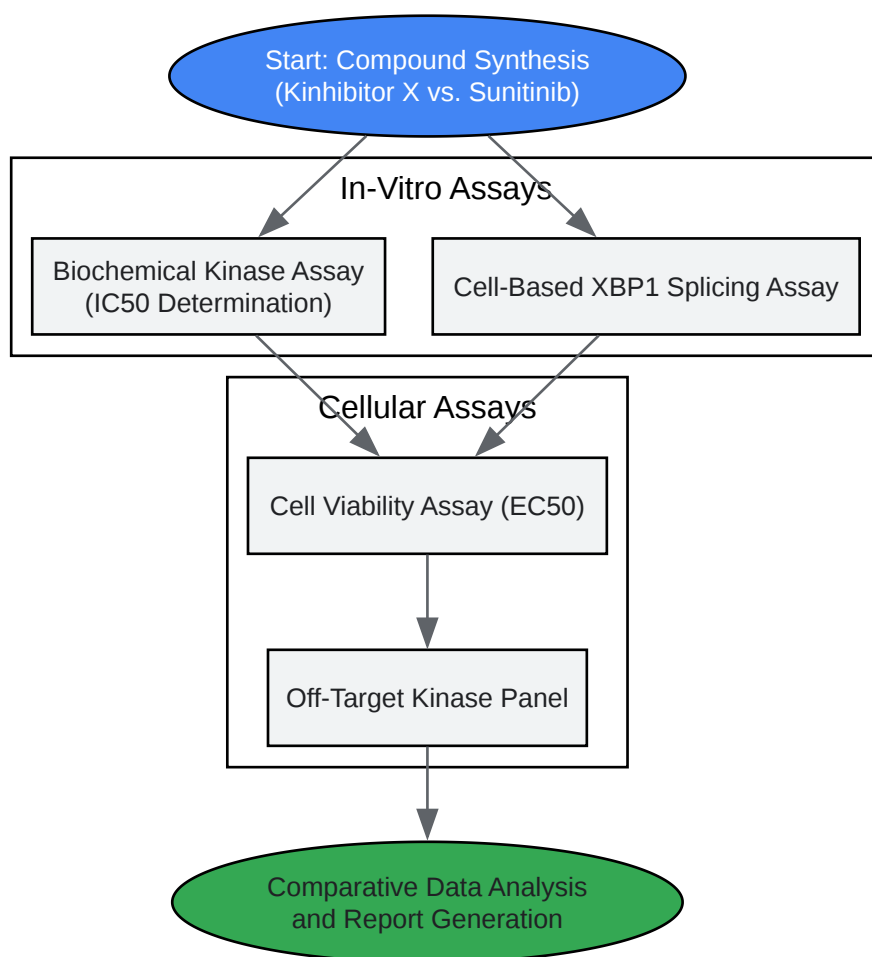 Start: Compound Synthesis
(Kinhibitor X vs. Sunitinib)
In-Vitro Assays
Biochemical Kinase Assay
(IC50 Determination)
Cell-Based XBP1 Splicing Assay
Cellular Assays
Cell Viability Assay (EC50)
Off-Target Kinase Panel
Comparative Data Analysis
and Report Generation